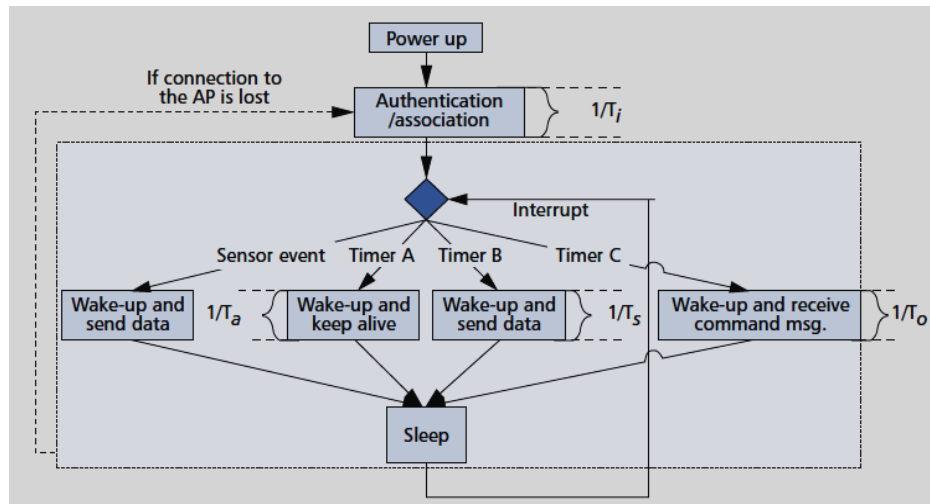 Power up
If connection to
the AP is lost
Authentication
/association
1/Ti
Interrupt
Sensor event
Timer A
Timer B
Timer C
Wake-up and
send data
1/Ta
Wake-up and
keep alive
Wake-up and
send data
1/Ts
Wake-up and receive
command msg.
1/To
Sleep